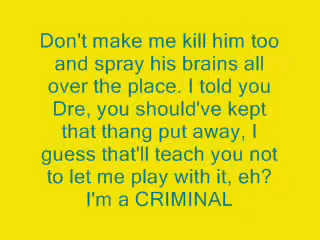 Don't make me kill him too
and spray his brains all
over the place. I told you
Dre, you should've kept
that thang put away, I
guess that'll teach you not
to let me play with it, eh?
I'm a CRIMINAL